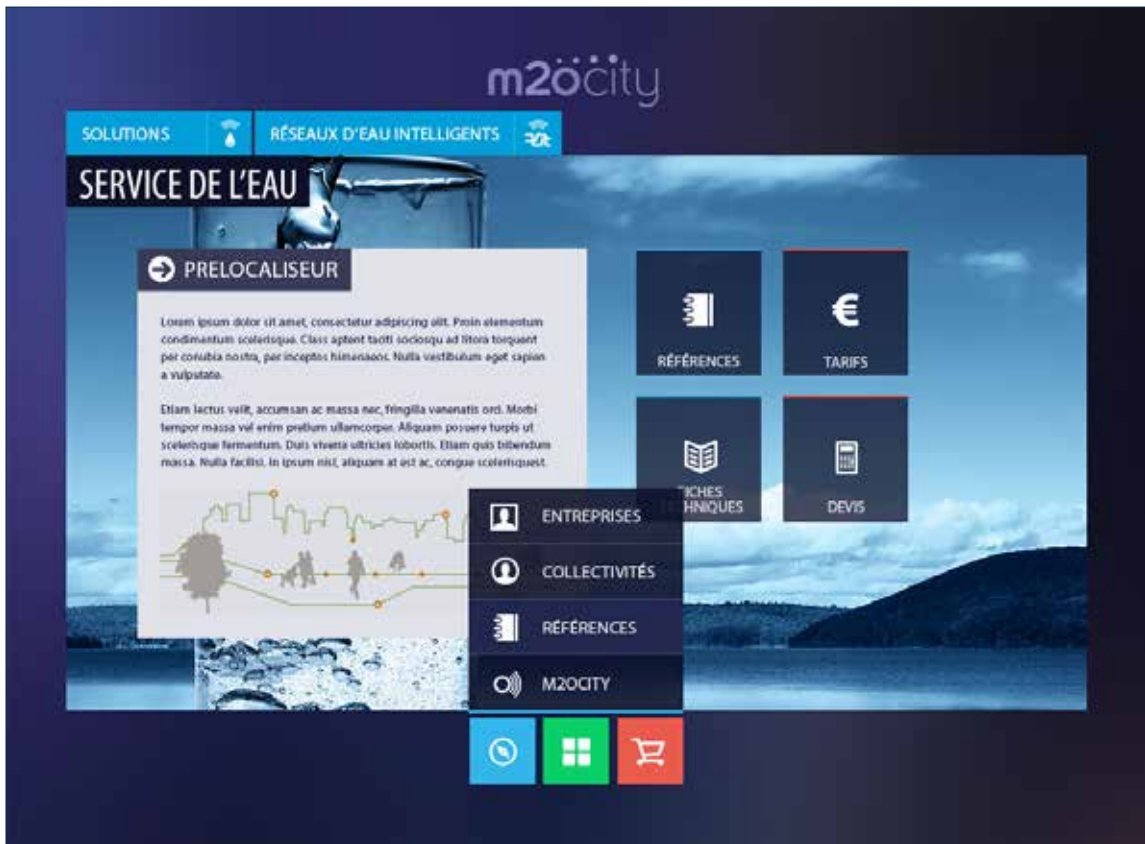 m2ocity
SOLUTIONS
RÉSEAUX D'EAU INTELLIGENTS
SERVICE DE L'EAU
PRELOCALISEUR
Lorem ipsum dolor sit amet, consectetur adipiscing elit. Proin elementum
condimentum scelerisque. Class aptent taciti sociosqu ad litora torquent
per conubia nostra, per inceptos himenaeos. Nulla vestibulum eget sapien
a vulputate.
Etiam lectus velit, accumsan ac massa nec, fringilla venenatis orci. Morbi
tempor massa vel enim pretium ullamcorper. Aliquam posuere turpis ut
scelerisque fermentum. Duis viverra ultricies lobortis. Etiam quis bibendum
massa. Nulla facilisi. In ipsum nisl, aliquam at est ac, congue scelerisquest.
RÉFÉRENCES
€
TARIFS
FICHES
TECHNIQUES
DEVIS
ENTREPRISES
COLLECTIVITÉS
RÉFÉRENCES
M2OCITY